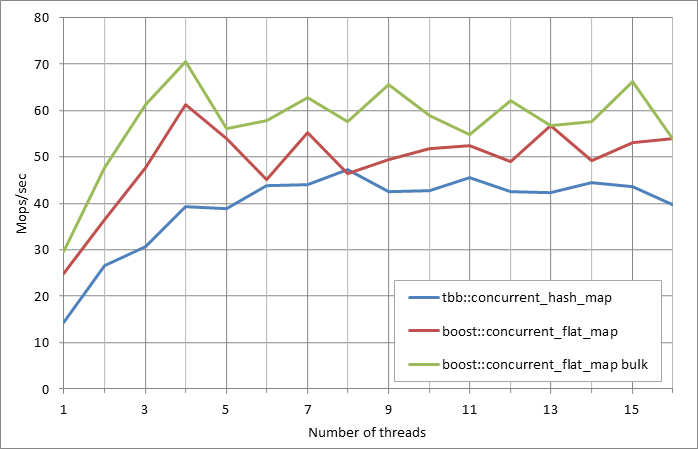 80
70
60
50
40
30
20
10
0
Mops/sec
tbb::concurrent_hash_map
boost::concurrent_flat_map
boost::concurrent_flat_map bulk
1 3 5 7 9 11 13 15
Number of threads